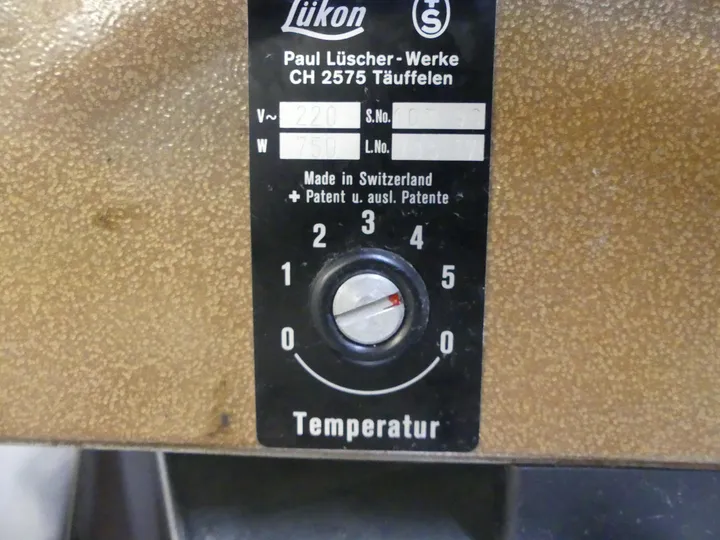 Lükon
+S
Paul Lüscher-Werke
CH 2575 Täuffelen
V~ 220 S.No.
W 750 L.No.
Made in Switzerland
+ Patent u. ausl. Patente
3
2 4
1 5
0 0
Temperatur